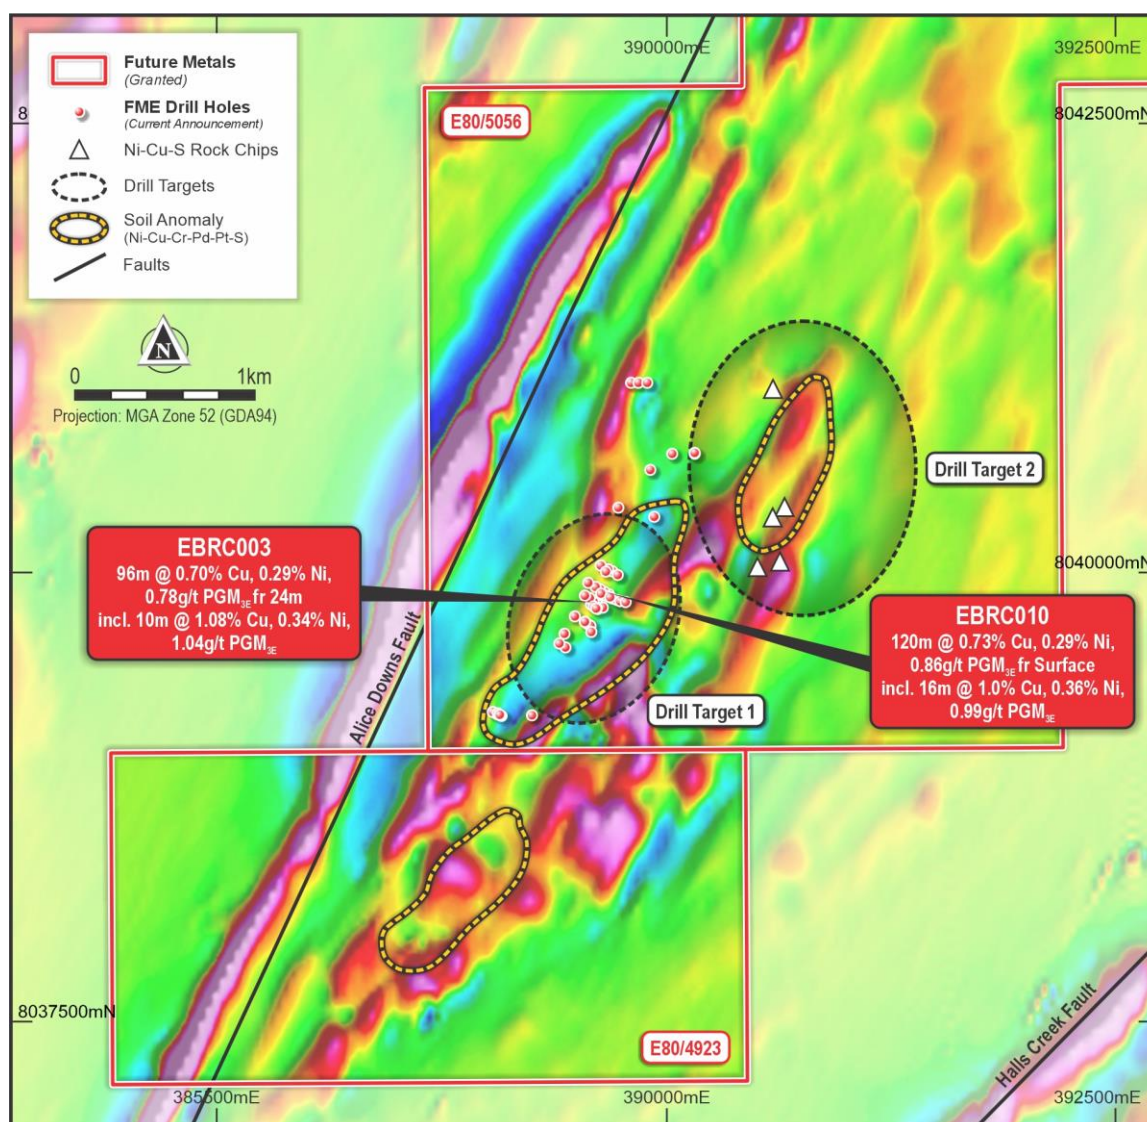 390000mE
392500mE
Future Metals
(Granted)
FME Drill Holes
(Current Announcement)
Ni-Cu-S Rock Chips
Drill Targets
Soil Anomaly
(Ni-Cu-Cr-Pd-Pt-S)
Faults
8
E80/5056
8042500mN
N
0 1km
Projection: MGA Zone 52 (GDA94)
Drill Target 2
EBRC003
96m @ 0.70% Cu, 0.29% Ni,
0.78g/t PGM3E fr 24m
incl. 10m @ 1.08% Cu, 0.34% Ni,
1.04g/t PGM3E
8040000mN
EBRC010
120m @ 0.73% Cu, 0.29% Ni,
0.86g/t PGM3E fr Surface
incl. 16m @ 1.0% Cu, 0.36% Ni,
0.99g/t PGM3E
Alice Downs Fault
Drill Target 1
8037500mN
E80/4923
Halls Creek Fault
385500mE
390000mE
392500mE